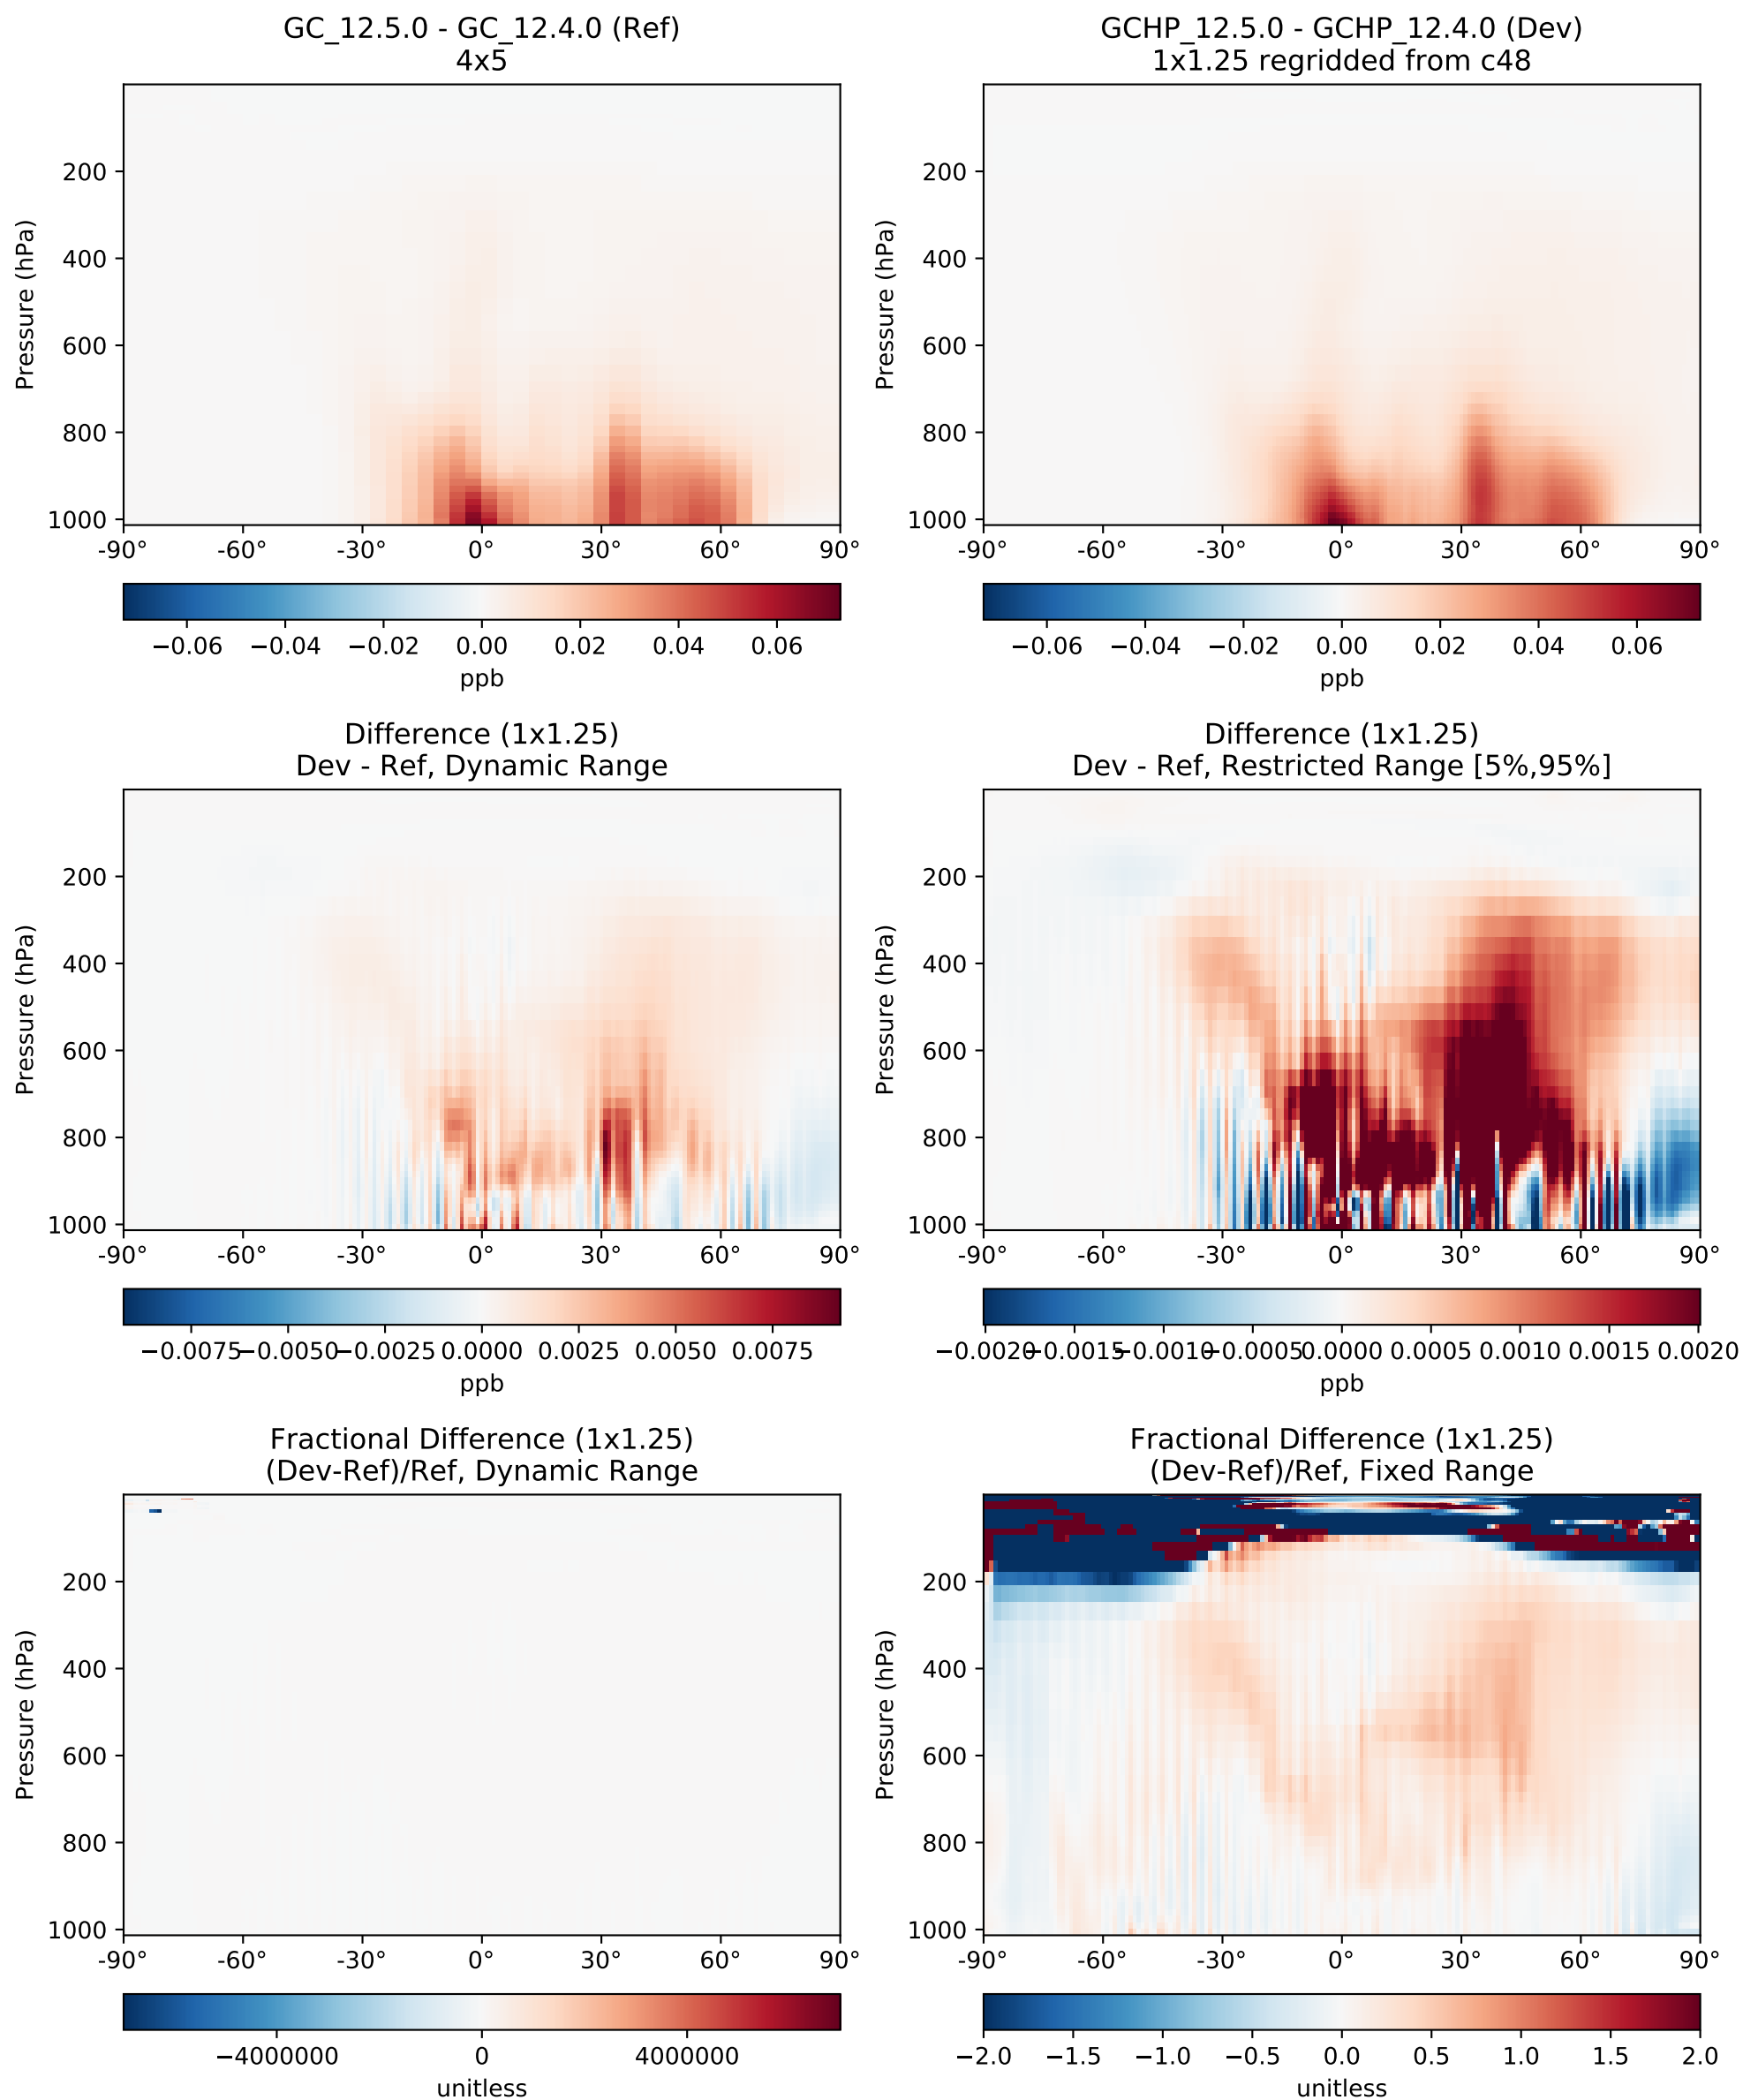 GC_12.5.0 - GC_12.4.0 (Ref)
4x5
Pressure (hPa)
200
400
600
800
1000
-90° -60° -30° 0° 30° 60° 90°
−0.06 −0.04 −0.02 0.00 0.02 0.04 0.06
ppb
GCHP_12.5.0 - GCHP_12.4.0 (Dev)
1x1.25 regridded from c48
Pressure (hPa)
200
400
600
800
1000
-90° -60° -30° 0° 30° 60° 90°
−0.06 −0.04 −0.02 0.00 0.02 0.04 0.06
ppb
Difference (1x1.25)
Dev - Ref, Dynamic Range
Pressure (hPa)
200
400
600
800
1000
-90° -60° -30° 0° 30° 60° 90°
−0.0075 −0.0050 −0.0025 0.0000 0.0025 0.0050 0.0075
ppb
Difference (1x1.25)
Dev - Ref, Restricted Range [5%,95%]
Pressure (hPa)
200
400
600
800
1000
-90° -60° -30° 0° 30° 60° 90°
−0.0020 −0.0015 −0.0010 −0.0005 0.0000 0.0005 0.0010 0.0015 0.0020
ppb
Fractional Difference (1x1.25)
(Dev-Ref)/Ref, Dynamic Range
Pressure (hPa)
200
400
600
800
1000
-90° -60° -30° 0° 30° 60° 90°
−4000000 0 4000000
unitless
Fractional Difference (1x1.25)
(Dev-Ref)/Ref, Fixed Range
Pressure (hPa)
200
400
600
800
1000
-90° -60° -30° 0° 30° 60° 90°
−2.0 −1.5 −1.0 −0.5 0.0 0.5 1.0 1.5 2.0
unitless